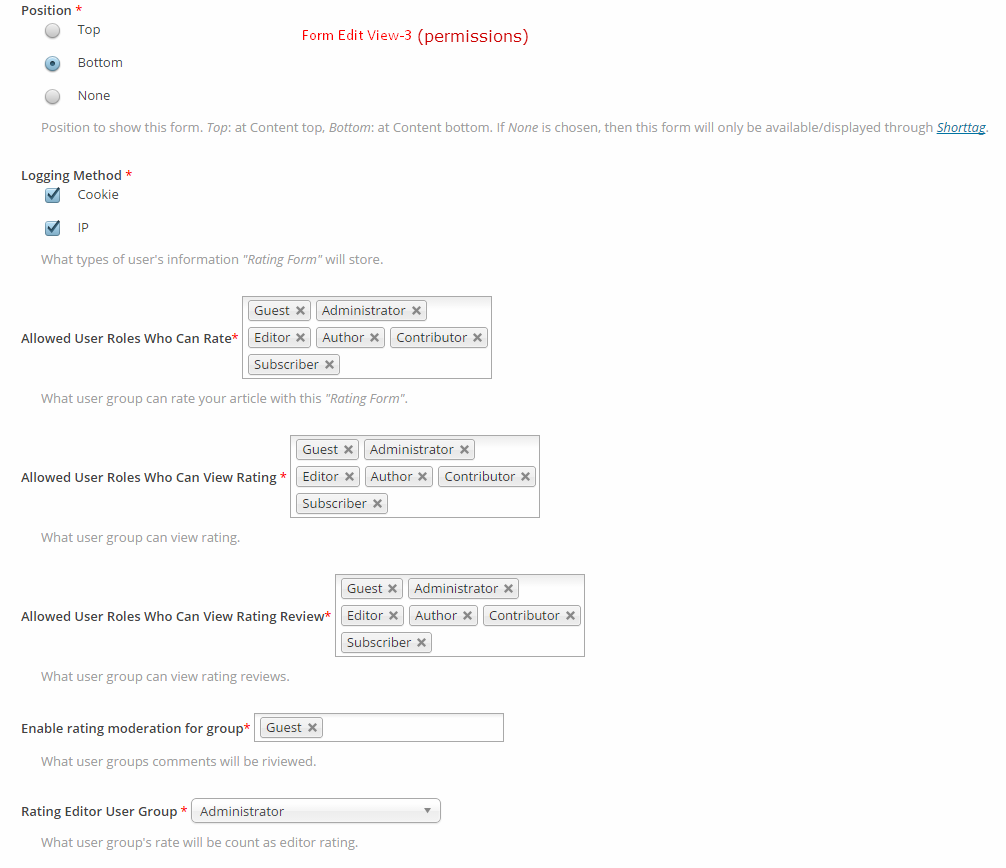 Position *
Top
Form Edit View-3 (permissions)
Bottom
None
Position to show this form. Top: at Content top, Bottom: at Content bottom. If None is chosen, then this form will only be available/displayed through Shorttag.
Logging Method *
Cookie
IP
What types of user's information "Rating Form" will store.
Guest × Administrator ×
Allowed User Roles Who Can Rate* Editor × Author × Contributor ×
Subscriber ×
What user group can rate your article with this "Rating Form".
Guest × Administrator ×
Allowed User Roles Who Can View Rating * Editor × Author × Contributor ×
Subscriber ×
What user group can view rating.
Guest × Administrator ×
Allowed User Roles Who Can View Rating Review* Editor × Author × Contributor ×
Subscriber ×
What user group can view rating reviews.
Enable rating moderation for group* Guest ×
What user groups comments will be riviewed.
Rating Editor User Group * Administrator
What user group's rate will be count as editor rating.